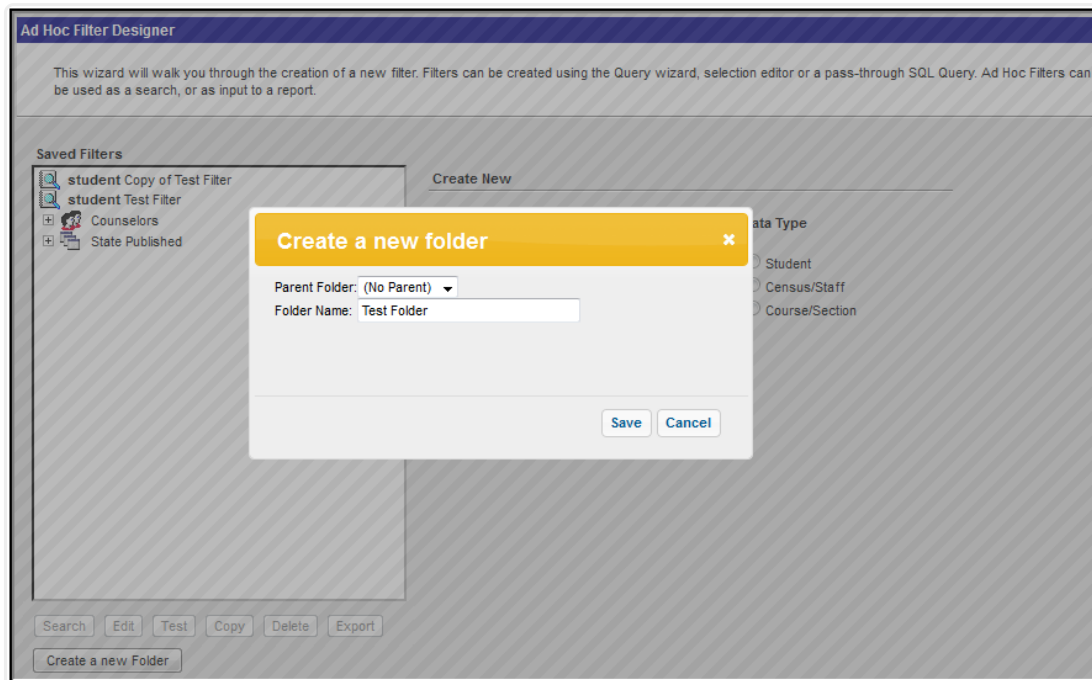 Ad Hoc Filter Designer
This wizard will walk you through the creation of a new filter. Filters can be created using the Query wizard, selection editor or a pass-through SQL Query. Ad Hoc Filters can
be used as a search, or as input to a report.
Saved Filters
student Copy of Test Filter
student Test Filter
Counselors
State Published
Create New
ata Type
Student
Census/Staff
Course/Section
Create a new folder
Parent Folder: (No Parent)
Folder Name: Test Folder
Save Cancel
Search Edit Test Copy Delete Export
Create a new Folder